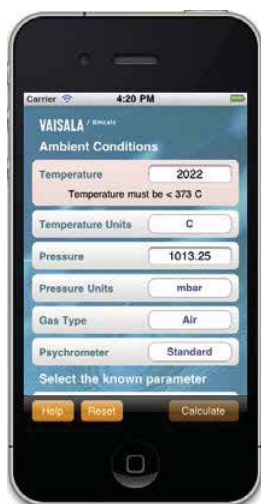 Carrier 4:20 PM
VAISALA / RHcalc
Ambient Conditions
Temperature 2022
Temperature must be < 373 C
Temperature Units C
Pressure 1013.25
Pressure Units mbar
Gas Type Air
Psychrometer Standard
Select the known parameter
Help Reset Calculate